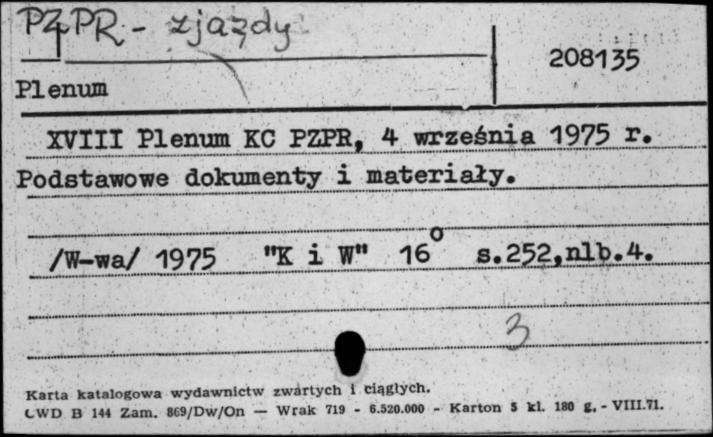 PZPR - zjazdy
208135
Plenum
XVIII Plenum KC PZPR, 4 września 1975 r.
Podstawowe dokumenty i materiały.
/W-wa/ 1975 "K i W" 16° s.252,nlb.4.
3
Karta katalogowa wydawnictw zwartych i ciągłych.
CWD B 144 Zam. 869/Dw/On — Wrak 719 - 6.520.000 - Karton 5 kl. 180 g. - VIII.71.